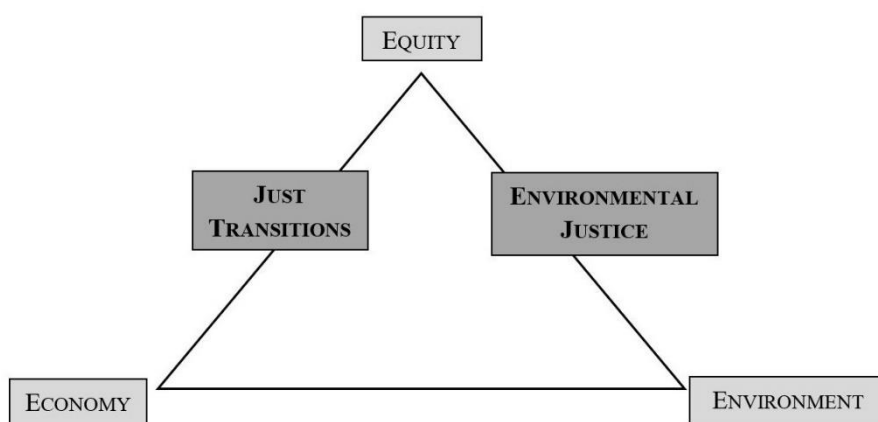 EQUITY
JUST
TRANSITIONS
ENVIRONMENTAL
JUSTICE
ECONOMY
ENVIRONMENT